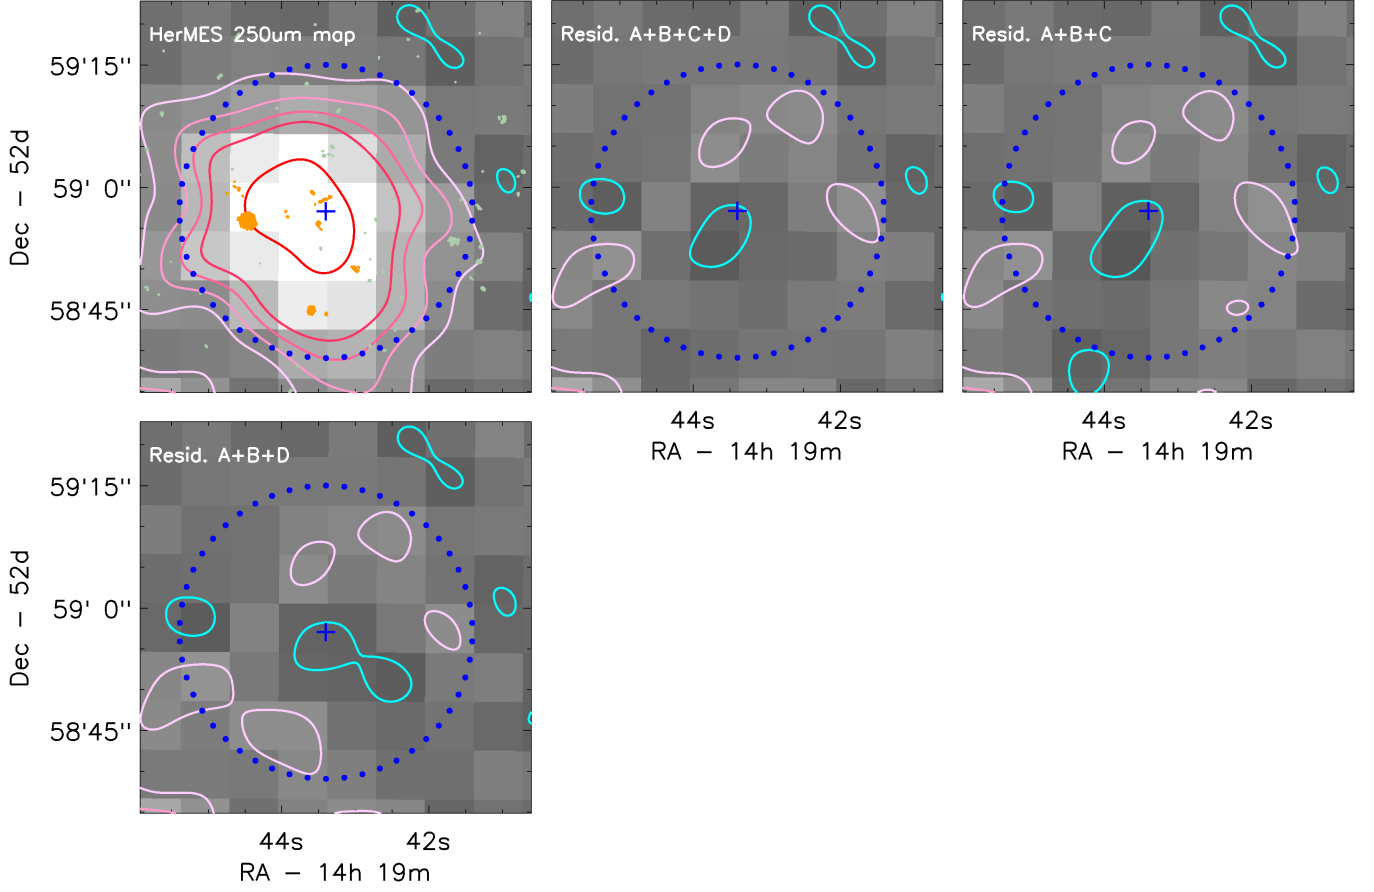 HerMES 250um map
Resid. A+B+C+D
Resid. A+B+C
59'15''
59' 0''
58'45''
Dec – 52d
44s 42s
RA – 14h 19m
44s 42s
RA – 14h 19m
Resid. A+B+D
59'15''
59' 0''
58'45''
Dec – 52d
44s 42s
RA – 14h 19m